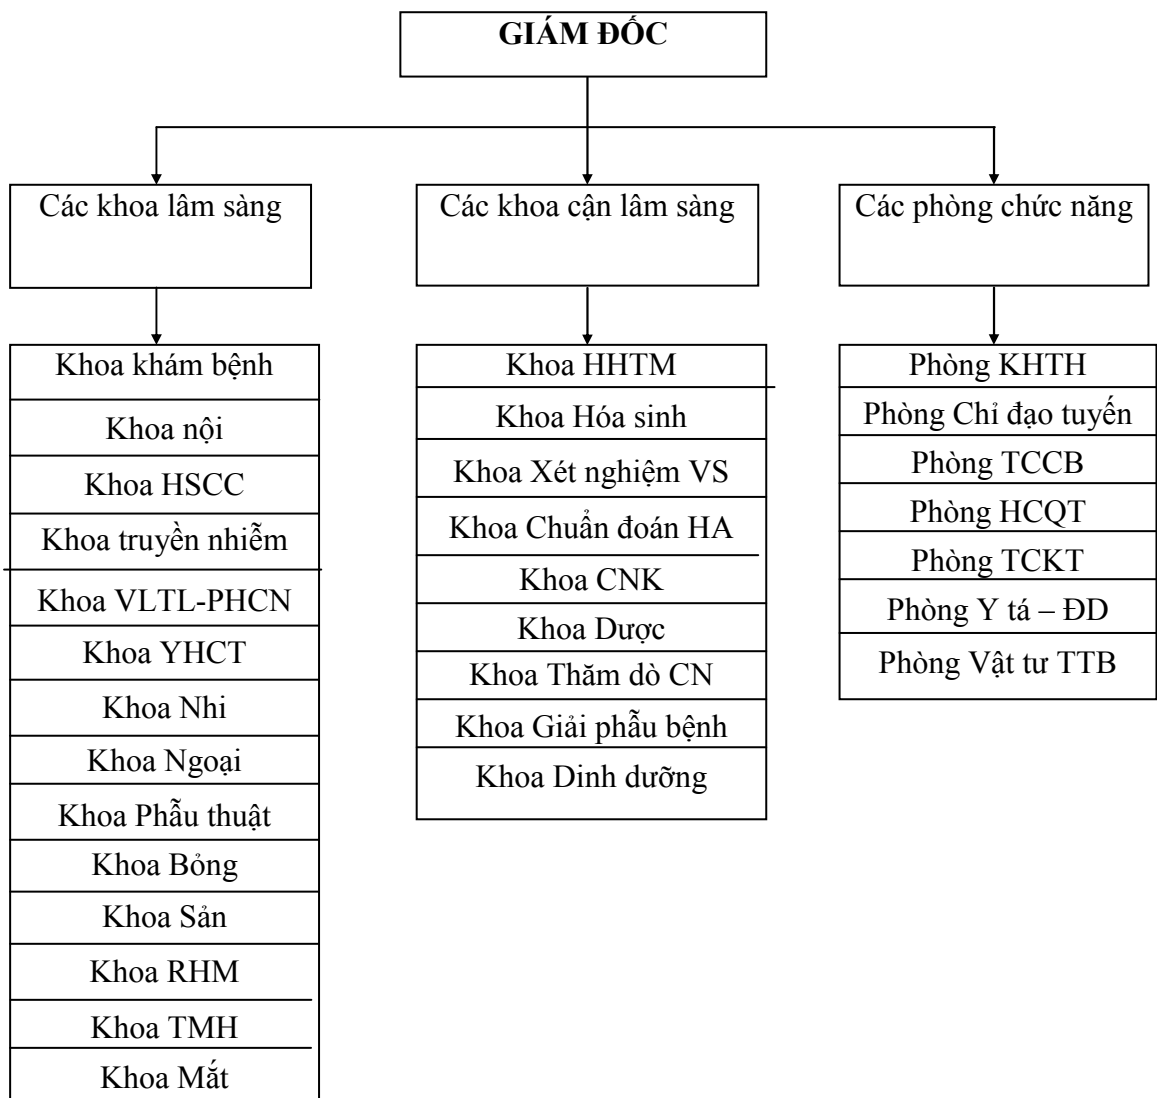 GIÁM ĐỐC
Các khoa lâm sàng
Các khoa cận lâm sàng
Các phòng chức năng
Khoa khám bệnh
Khoa nội
Khoa HSCC
Khoa truyền nhiễm
Khoa VLTL-PHCN
Khoa YHCT
Khoa Nhi
Khoa Ngoại
Khoa Phẫu thuật
Khoa Bỏng
Khoa Sản
Khoa RHM
Khoa TMH
Khoa Mắt
Khoa HHTM
Khoa Hóa sinh
Khoa Xét nghiệm VS
Khoa Chuẩn đoán HA
Khoa CNK
Khoa Dược
Khoa Thăm dò CN
Khoa Giải phẫu bệnh
Khoa Dinh dưỡng
Phòng KHTH
Phòng Chỉ đạo tuyến
Phòng TCCB
Phòng HCQT
Phòng TCKT
Phòng Y tá – ĐD
Phòng Vật tư TTB